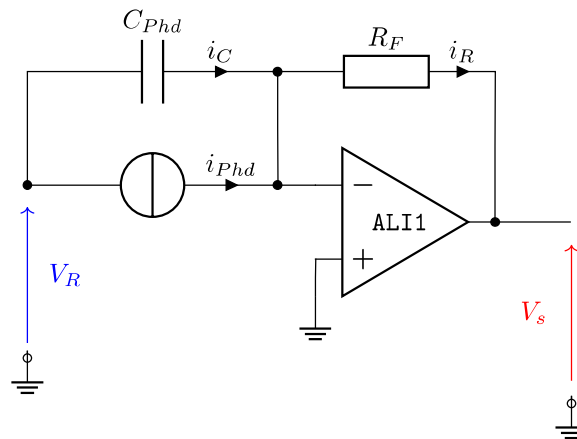 C_Phd
i_C
R_F
i_R
i_Phd
−
ALI1
+
V_R
V_s